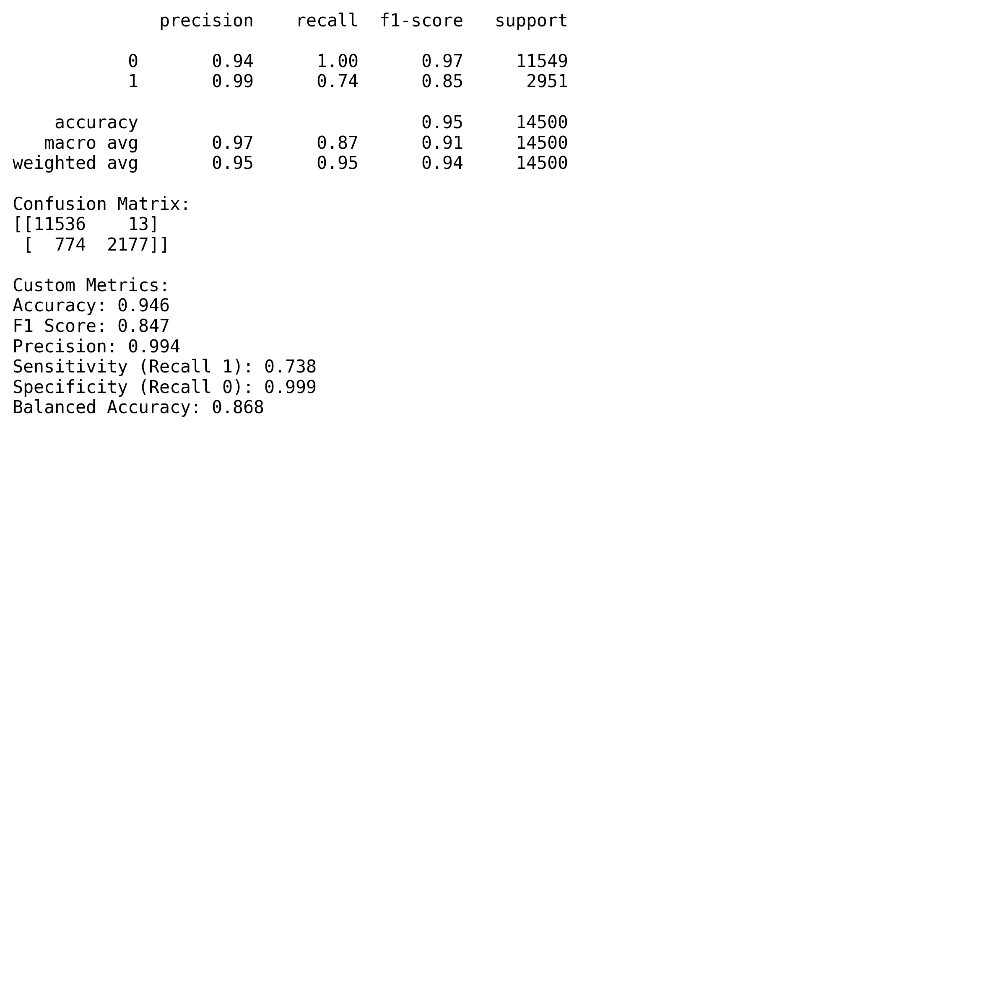 precision    recall  f1-score   support

           0       0.94      1.00      0.97     11549
           1       0.99      0.74      0.85      2951

    accuracy                           0.95     14500
   macro avg       0.97      0.87      0.91     14500
weighted avg       0.95      0.95      0.94     14500

Confusion Matrix:
[[11536    13]
 [  774  2177]]

Custom Metrics:
Accuracy: 0.946
F1 Score: 0.847
Precision: 0.994
Sensitivity (Recall 1): 0.738
Specificity (Recall 0): 0.999
Balanced Accuracy: 0.868